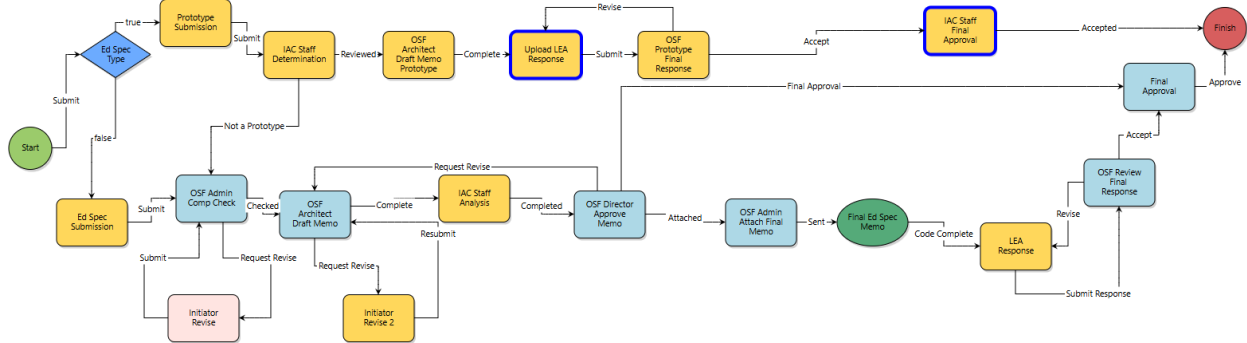 Prototype
Submission
true
Ed Spec
Type
Submit
IAC Staff
Determination
Reviewed
OSF
Architect
Draft Memo
Prototype
Complete
Upload LEA
Response
Revise
Submit
OSF
Prototype
Final
Response
Accept
IAC Staff
Final
Approval
Accepted
Finish
Submit
Start
false
Not a Prototype
Final Approval
Final
Approval
Approve
Accept
Ed Spec
Submission
Submit
OSF Admin
Comp Check
Checked
OSF
Architect
Draft Memo
Request Revise
Complete
IAC Staff
Analysis
Completed
OSF Director
Approve
Memo
Attached
OSF Admin
Attach Final
Memo
Sent
Final Ed Spec
Memo
Code Complete
LEA
Response
Revise
OSF Review
Final
Response
Submit Response
Submit
Request Revise
Initiator
Revise
Request Revise
Resubmit
Initiator
Revise 2